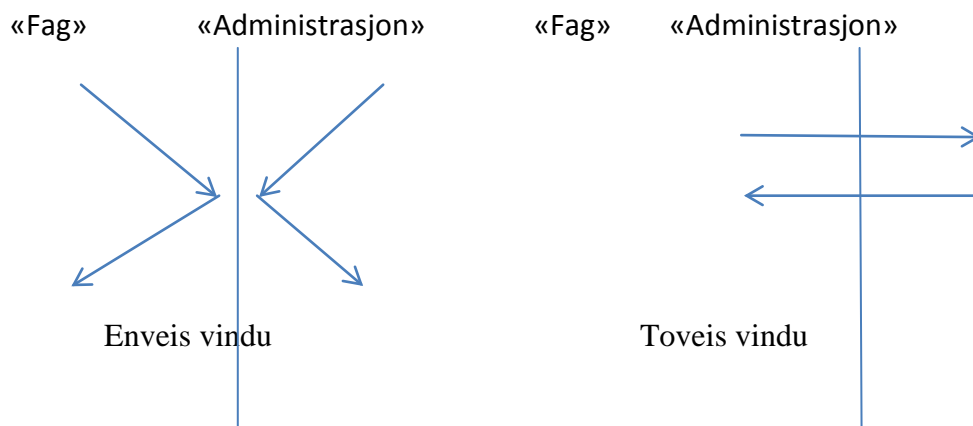 «Fag» «Administrasjon» «Fag» «Administrasjon»
Enveis vindu Toveis vindu